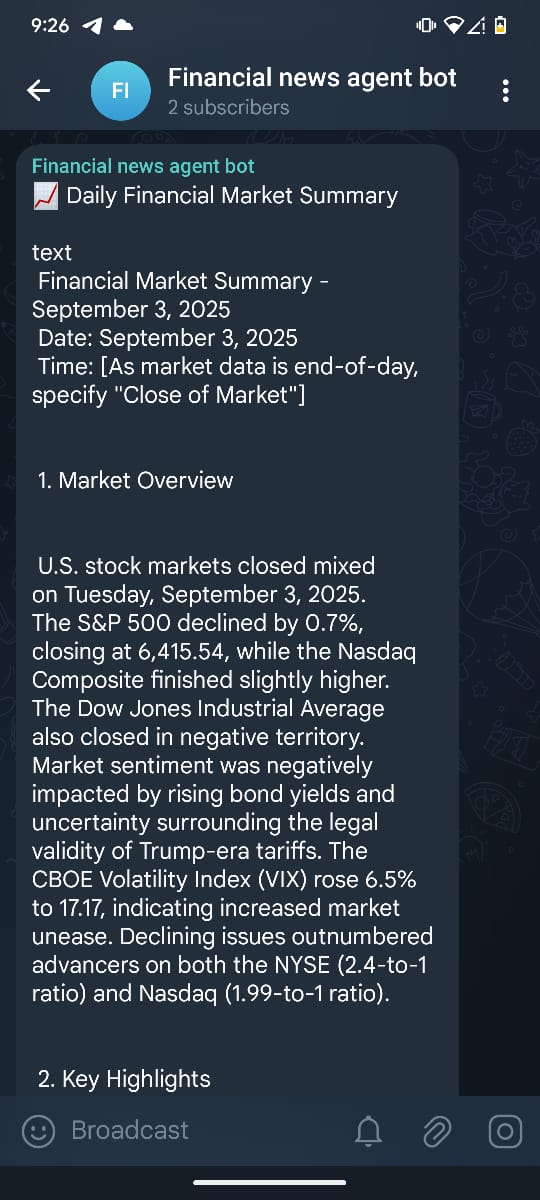 9:26
Financial news agent bot
2 subscribers
FI
Financial news agent bot
📈 Daily Financial Market Summary
text
Financial Market Summary -
September 3, 2025
Date: September 3, 2025
Time: [As market data is end-of-day,
specify "Close of Market"]
1. Market Overview
U.S. stock markets closed mixed
on Tuesday, September 3, 2025.
The S&P 500 declined by 0.7%,
closing at 6,415.54, while the Nasdaq
Composite finished slightly higher.
The Dow Jones Industrial Average
also closed in negative territory.
Market sentiment was negatively
impacted by rising bond yields and
uncertainty surrounding the legal
validity of Trump-era tariffs. The
CBOE Volatility Index (VIX) rose 6.5%
to 17.17, indicating increased market
unease. Declining issues outnumbered
advancers on both the NYSE (2.4-to-1
ratio) and Nasdaq (1.99-to-1 ratio).
2. Key Highlights
Broadcast